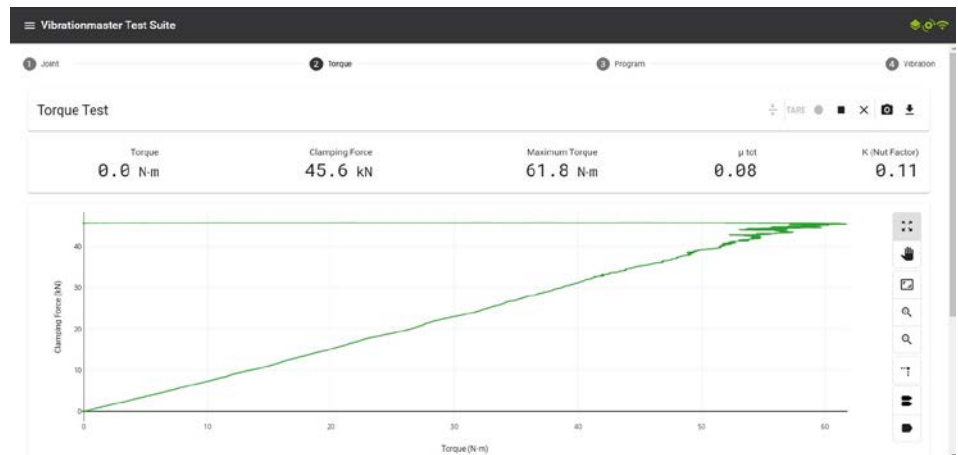 Vibrationmaster Test Suite
1 Joint 2 Torque 3 Program 4 Vibration
Torque Test
TARE
Torque Clamping Force Maximum Torque μ tot K (Nut Factor)
0.0 N·m 45.6 kN 61.8 N·m 0.08 0.11
40
30
20
10
0
Clamping Force (kN)
0 10 20 30 40 50 60
Torque (N·m)